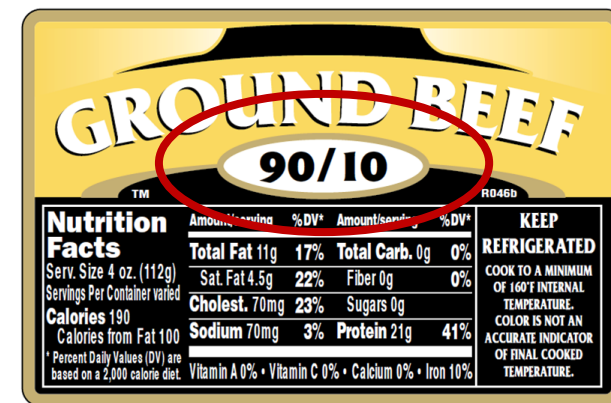 GROUND BEEF
90/10
TM
R046b
Nutrition
Facts
Serv. Size 4 oz. (112g)
Servings Per Container varied
Calories 190
Calories from Fat 100
* Percent Daily Values (DV) are
based on a 2,000 calorie diet.
Amount/serving %DV* Amount/serving %DV*
Total Fat 11g 17% Total Carb. 0g 0%
Sat. Fat 4.5g 22% Fiber 0g 0%
Cholest. 70mg 23% Sugars 0g
Sodium 70mg 3% Protein 21g 41%
Vitamin A 0% • Vitamin C 0% • Calcium 0% • Iron 10%
KEEP
REFRIGERATED
COOK TO A MINIMUM
OF 160°F INTERNAL
TEMPERATURE.
COLOR IS NOT AN
ACCURATE INDICATOR
OF FINAL COOKED
TEMPERATURE.